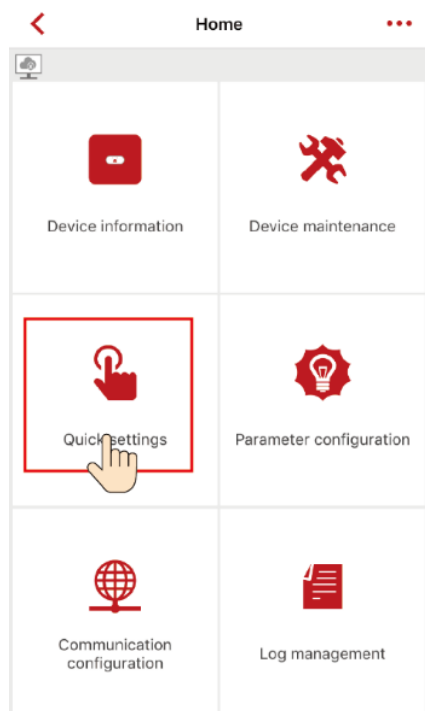 Home
Device information
Device maintenance
Quick settings
Parameter configuration
Communication
configuration
Log management